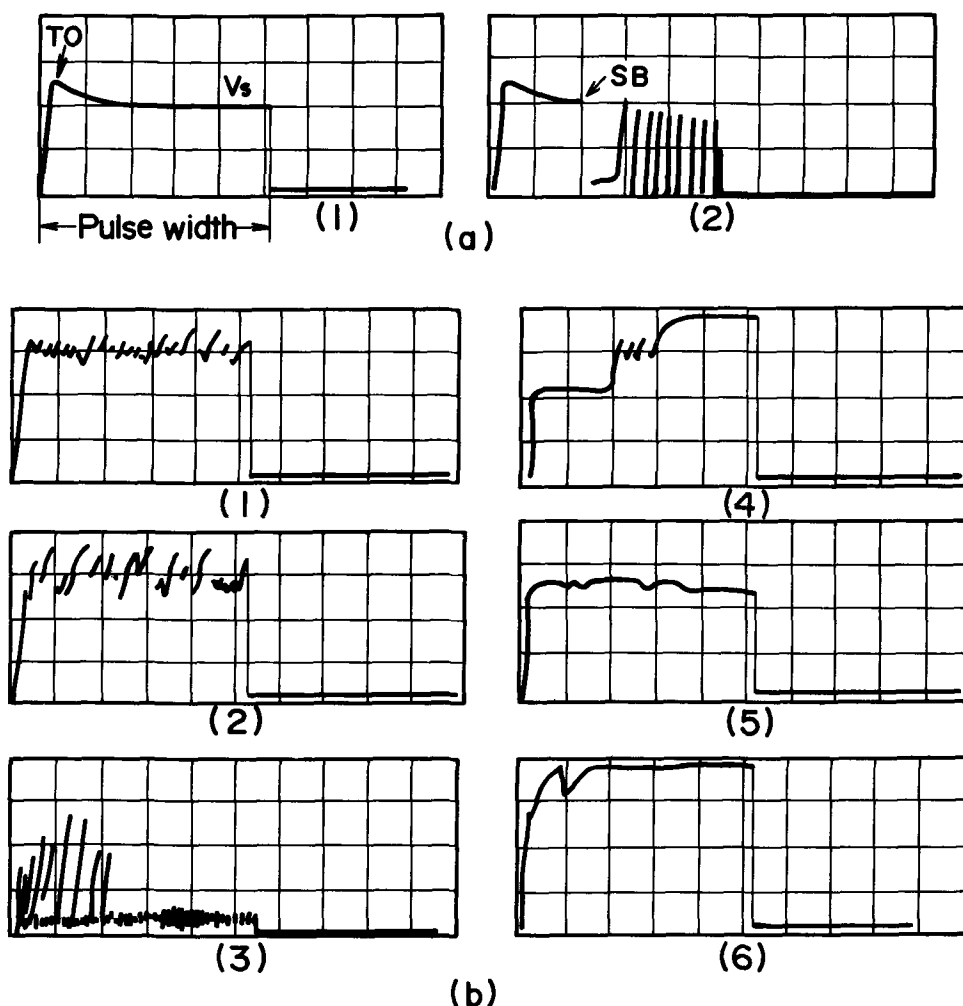 TO
Vs
SB
Pulse width
(1)
(2)
(a)
(1)
(4)
(2)
(5)
(3)
(6)
(b)